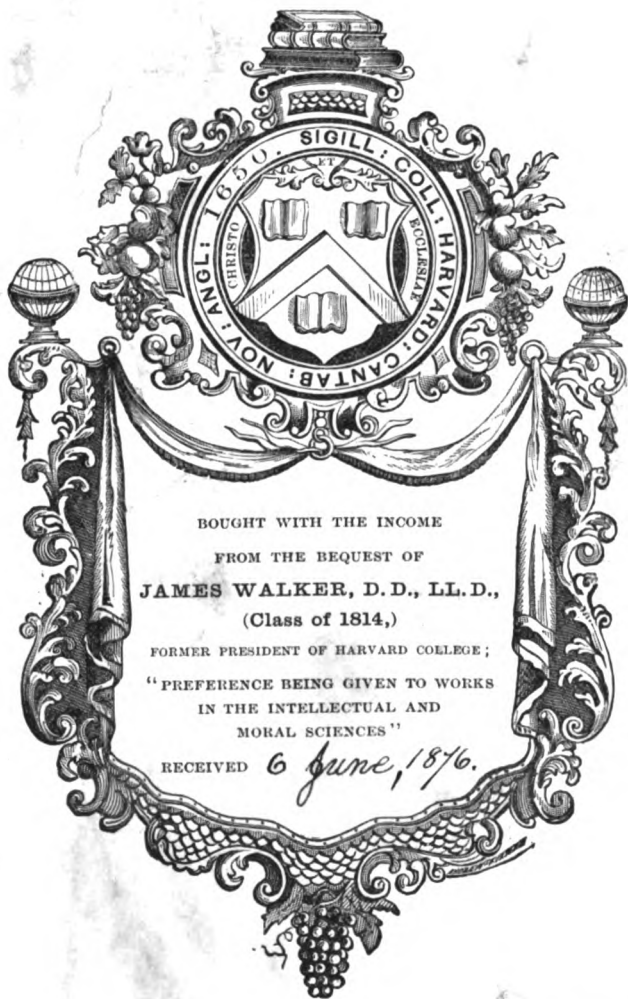 SIGILL: COLL: HARVARD: CANTAB: NOV: ANGL: 1650.
CHRISTO
ET
ECCLESIAE
BOUGHT WITH THE INCOME
FROM THE BEQUEST OF
JAMES WALKER, D.D., LL.D.,
(Class of 1814,)
FORMER PRESIDENT OF HARVARD COLLEGE;
"PREFERENCE BEING GIVEN TO WORKS
IN THE INTELLECTUAL AND
MORAL SCIENCES"
RECEIVED 6 June, 1876.